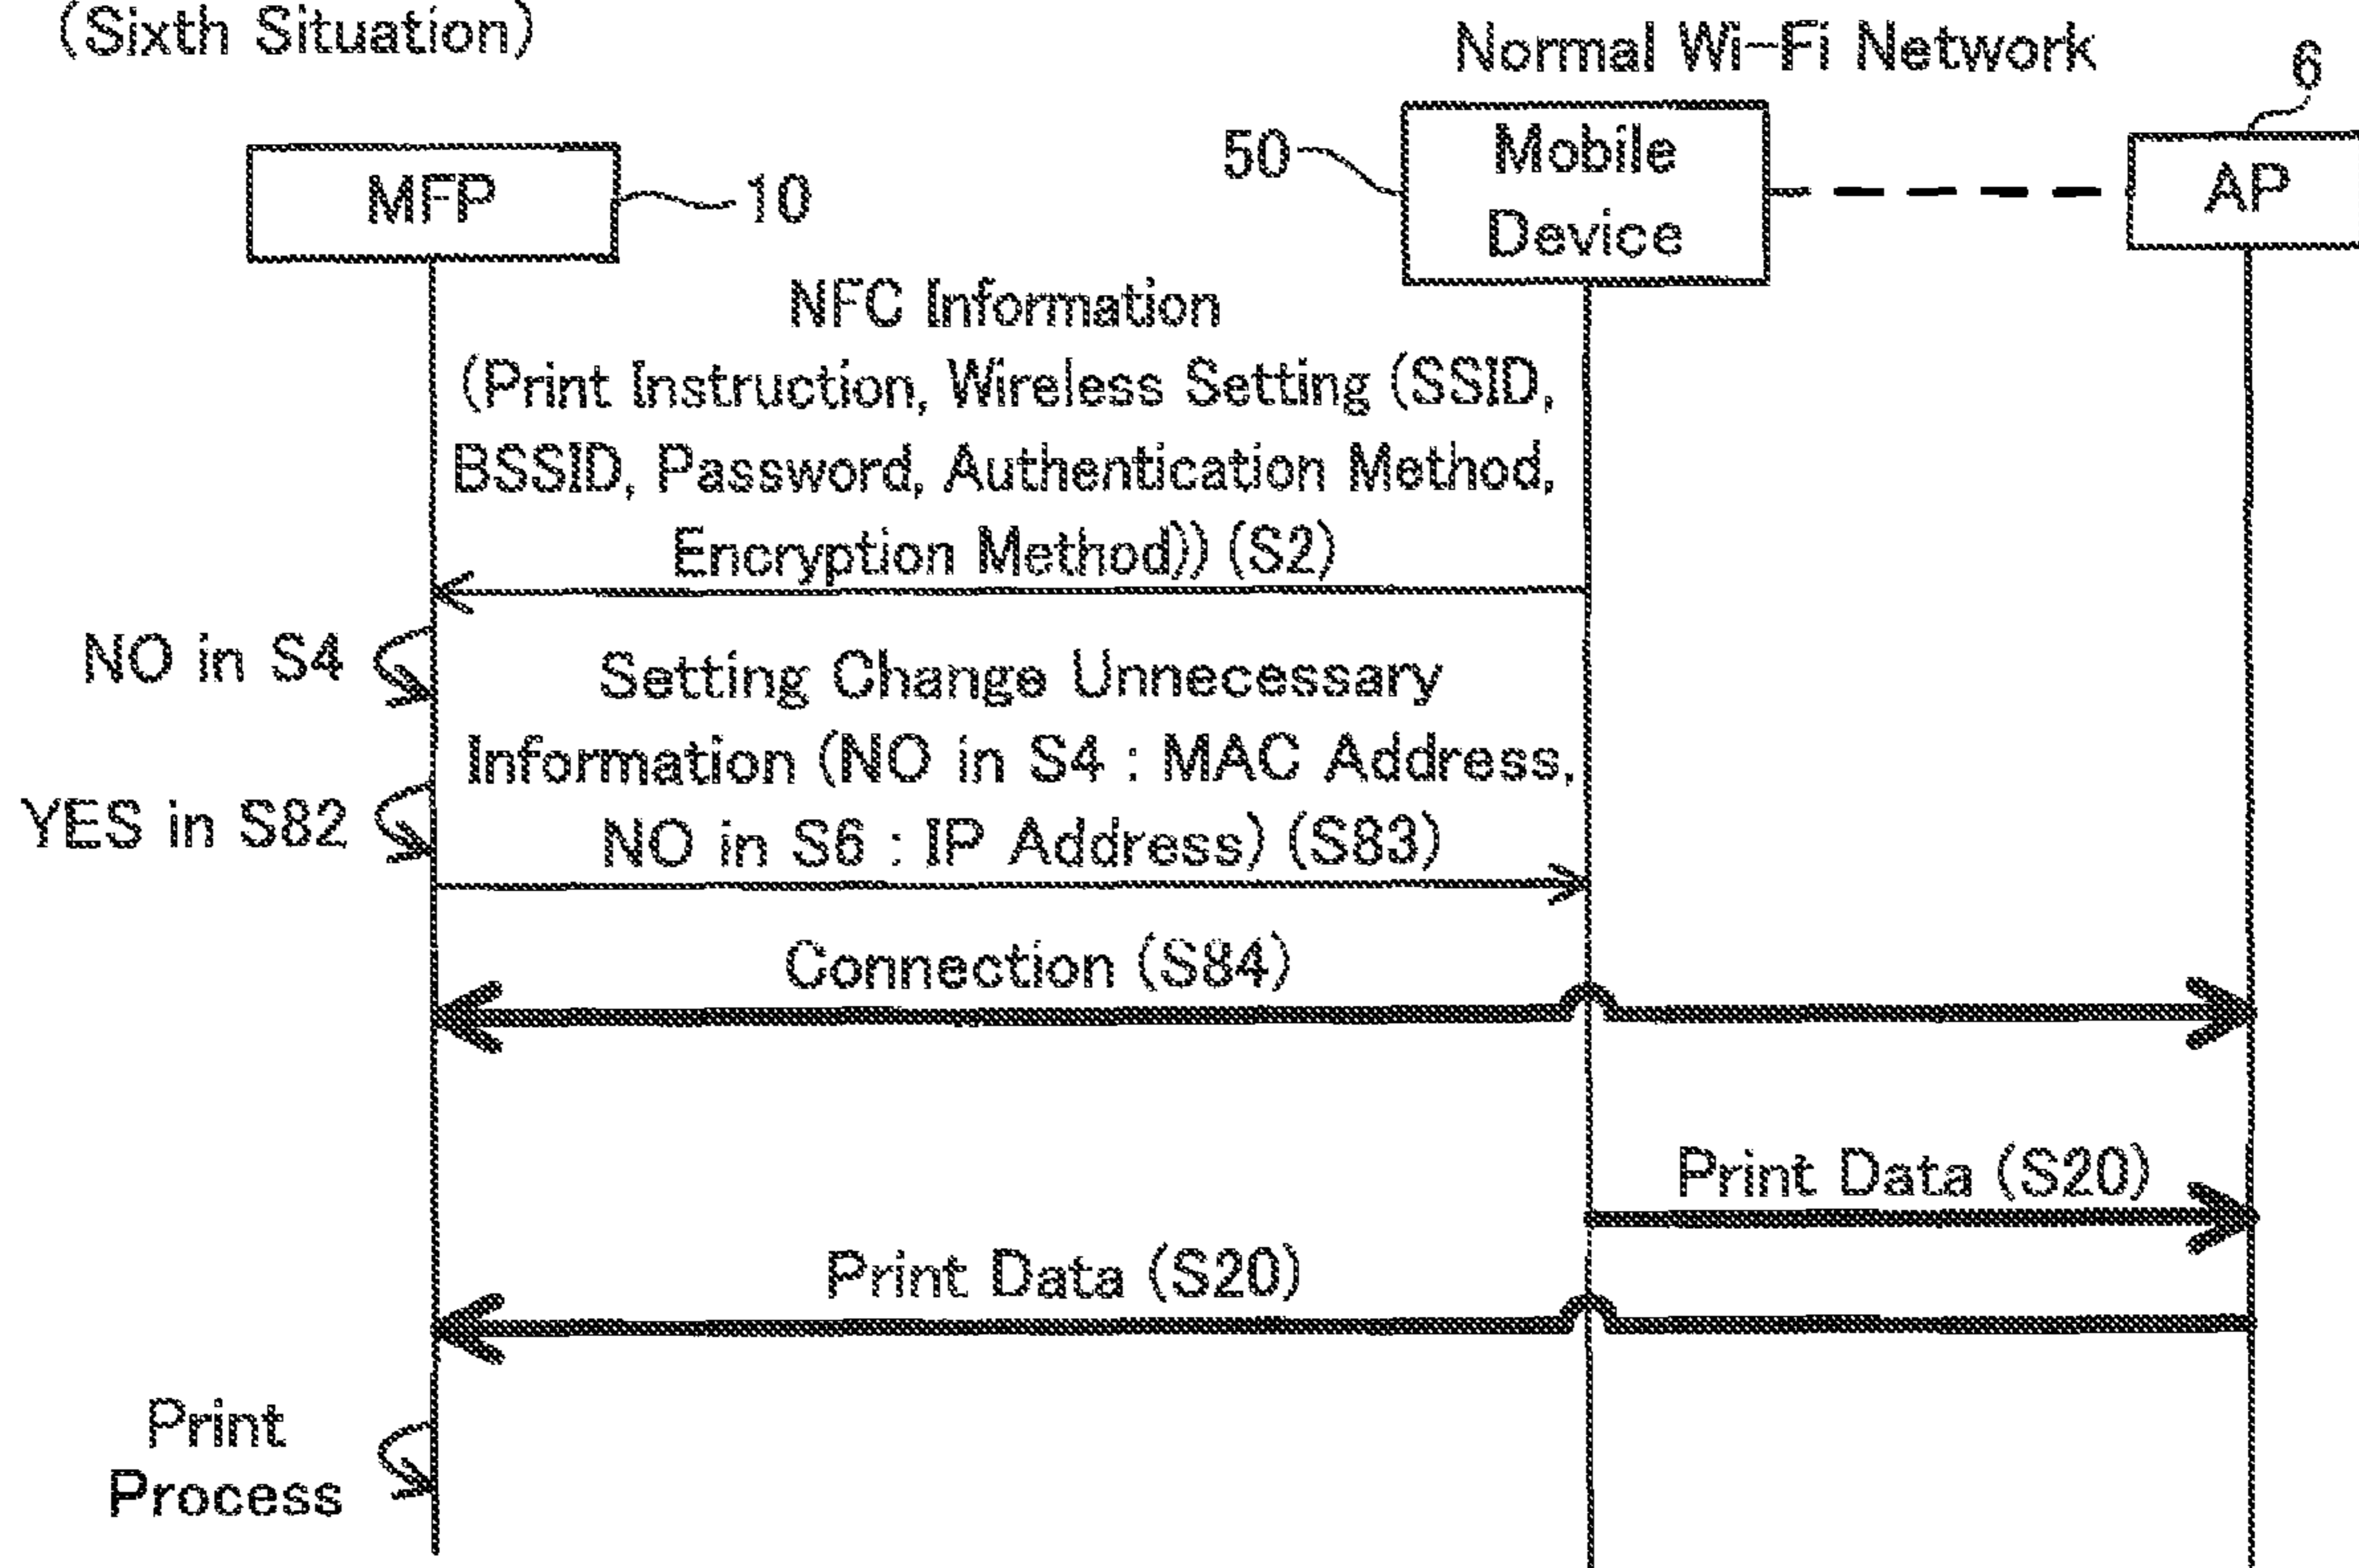 (Sixth Situation)
Normal Wi-Fi Network
6
MFP
10
50
Mobile
Device
AP
NFC Information
(Print Instruction, Wireless Setting (SSID,
BSSID, Password, Authentication Method,
Encryption Method)) (S2)
NO in S4
Setting Change Unnecessary
Information (NO in S4 : MAC Address,
YES in S82
NO in S6 : IP Address) (S83)
Connection (S84)
Print Data (S20)
Print Data (S20)
Print
Process